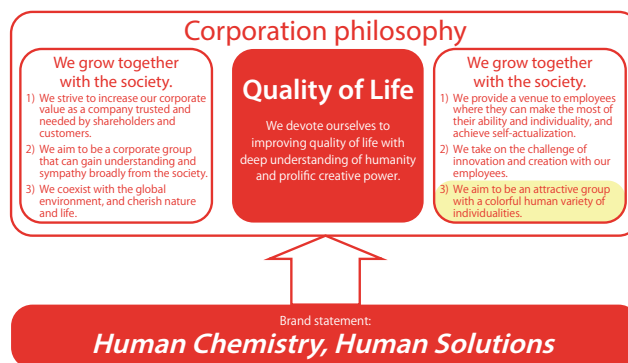 Corporation philosophy
We grow together
with the society.
1) We strive to increase our corporate
value as a company trusted and
needed by shareholders and
customers.
2) We aim to be a corporate group
that can gain understanding and
sympathy broadly from the society.
3) We coexist with the global
environment, and cherish nature
and life.
Quality of Life
We devote ourselves to
improving quality of life with
deep understanding of humanity
and prolific creative power.
We grow together
with the society.
1) We provide a venue to employees
where they can make the most of
their ability and individuality, and
achieve self-actualization.
2) We take on the challenge of
innovation and creation with our
employees.
3) We aim to be an attractive group
with a colorful human variety of
individualities.
Brand statement:
Human Chemistry, Human Solutions